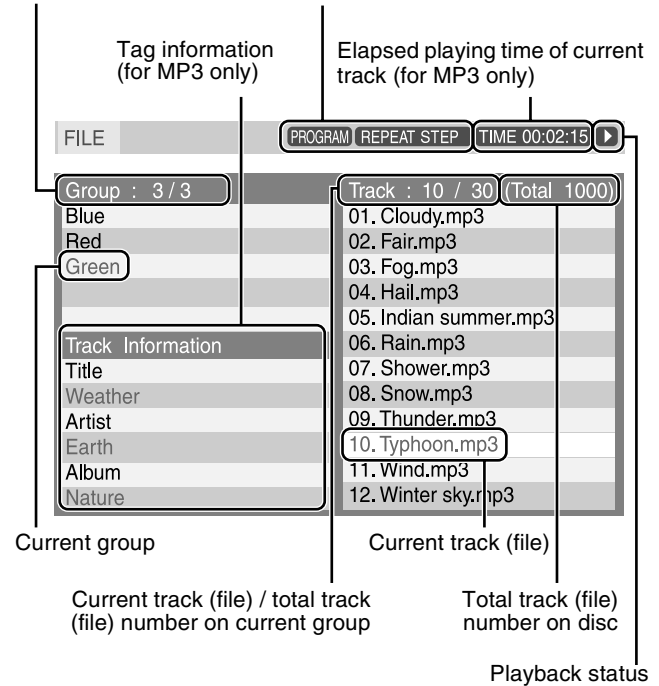 Tag information
(for MP3 only)
Elapsed playing time of current
track (for MP3 only)
FILE
PROGRAM REPEAT STEP TIME 00:02:15
Group : 3 / 3
Blue
Red
Green
Track Information
Title
Weather
Artist
Earth
Album
Nature
Track : 10 / 30 (Total 1000)
01. Cloudy.mp3
02. Fair.mp3
03. Fog.mp3
04. Hail.mp3
05. Indian summer.mp3
06. Rain.mp3
07. Shower.mp3
08. Snow.mp3
09. Thunder.mp3
10. Typhoon.mp3
11. Wind.mp3
12. Winter sky.mp3
Current group
Current track (file)
Current track (file) / total track
(file) number on current group
Total track (file)
number on disc
Playback status